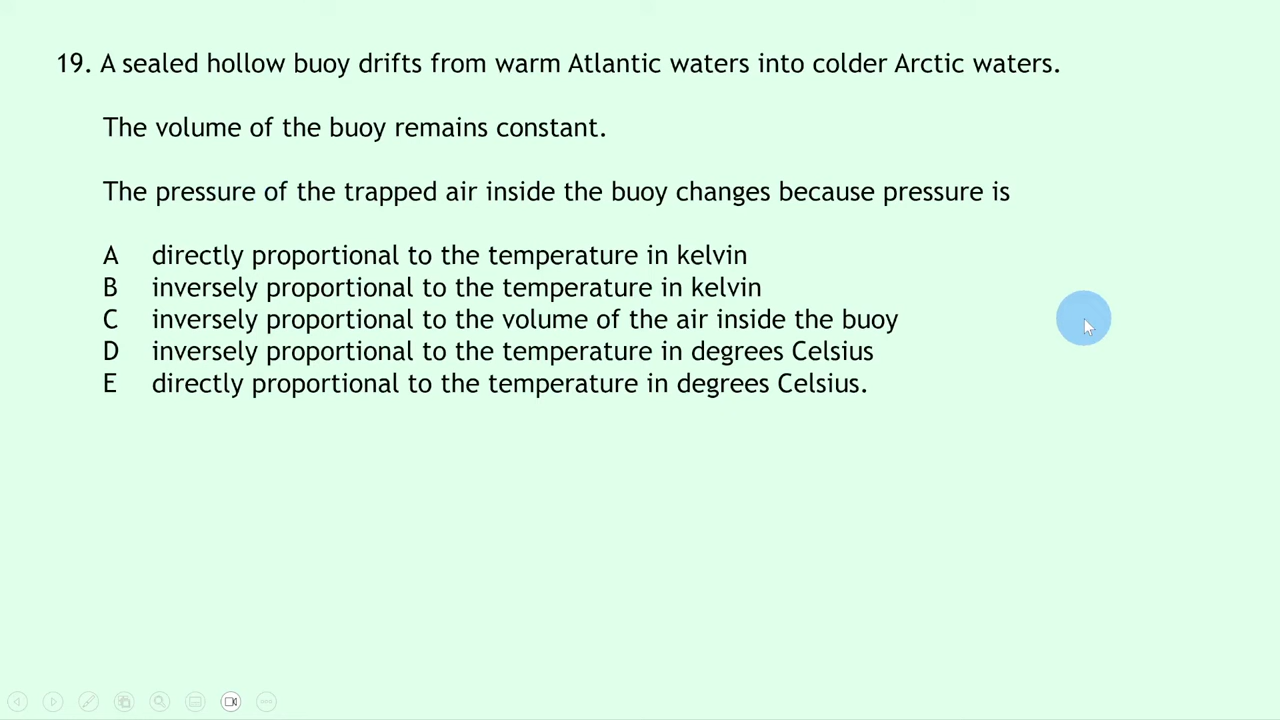 19. A sealed hollow buoy drifts from warm Atlantic waters into colder Arctic waters.
The volume of the buoy remains constant.
The pressure of the trapped air inside the buoy changes because pressure is
A directly proportional to the temperature in kelvin
B inversely proportional to the temperature in kelvin
C inversely proportional to the volume of the air inside the buoy
D inversely proportional to the temperature in degrees Celsius
E directly proportional to the temperature in degrees Celsius.